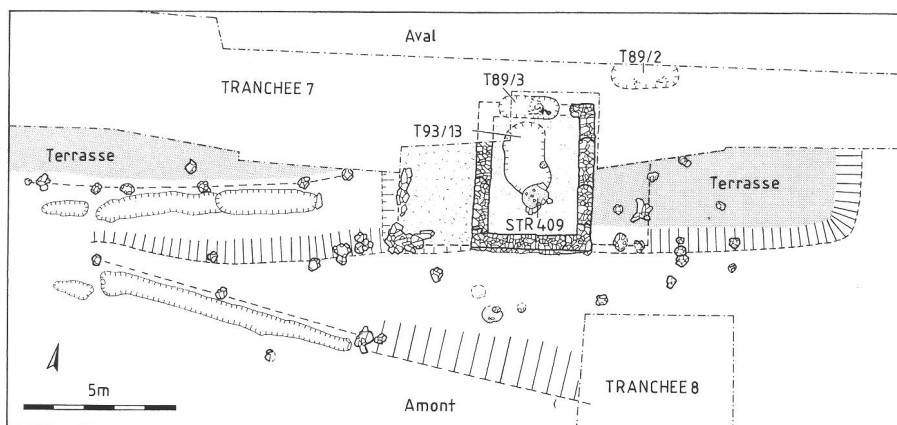 Aval
T89/2
T89/3
TRANCHEE 7
T93/13
Terrasse
Terrasse
STR 409
5m
TRANCHEE 8
Amont